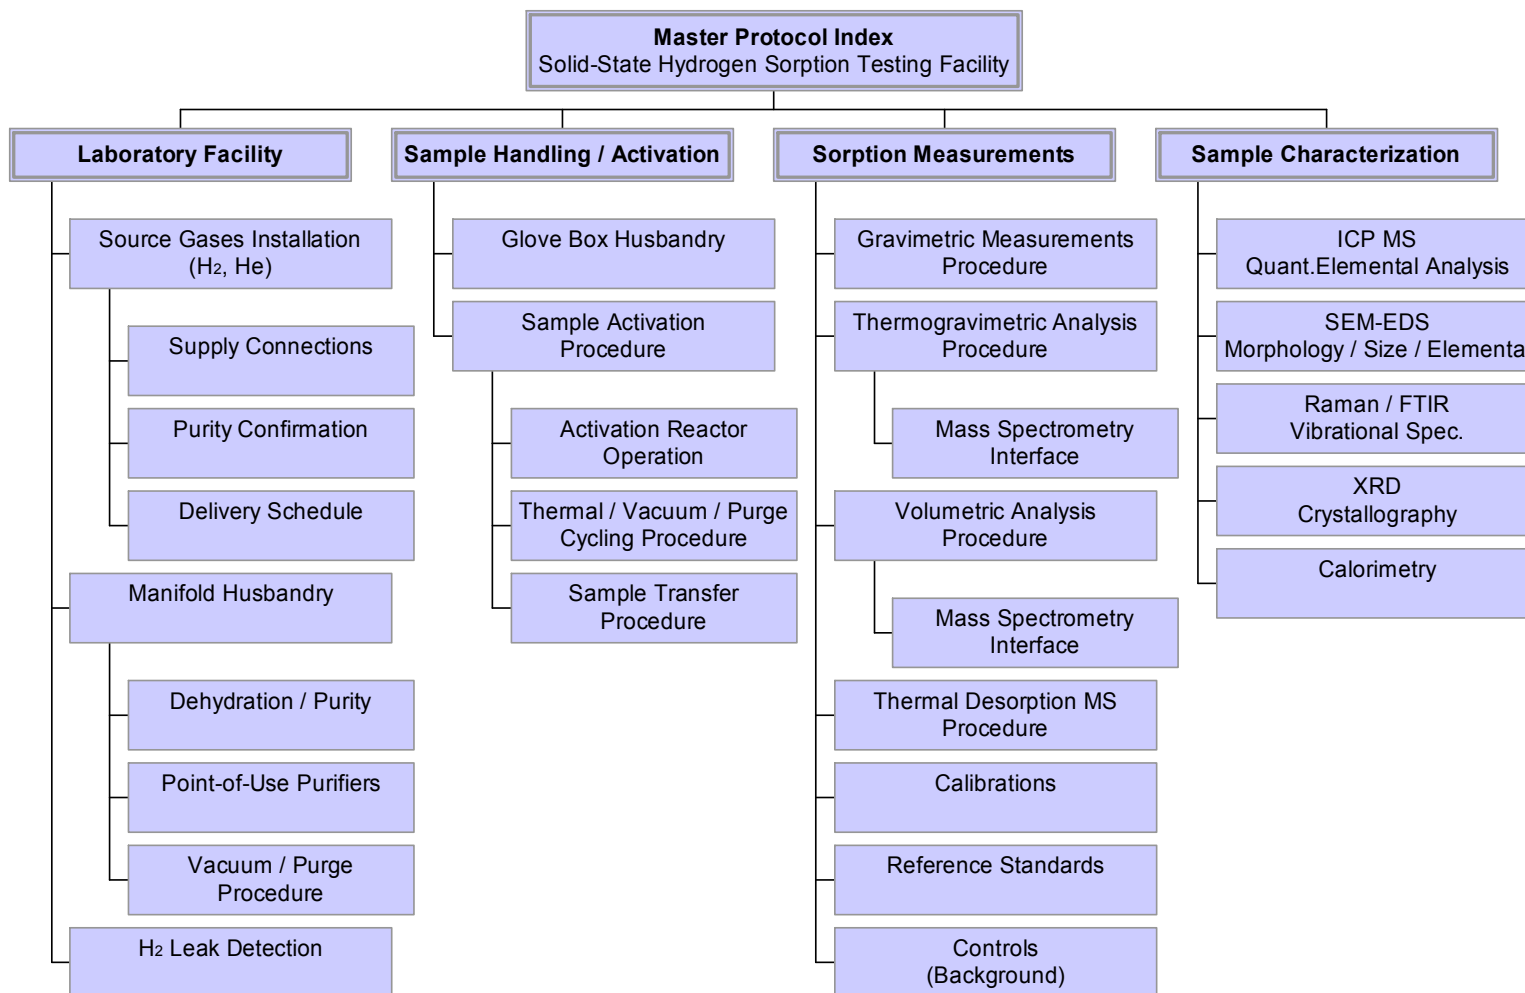 Master Protocol Index
Solid-State Hydrogen Sorption Testing Facility
Laboratory Facility
Source Gases Installation
(H₂, He)
Supply Connections
Purity Confirmation
Delivery Schedule
Manifold Husbandry
Dehydration / Purity
Point-of-Use Purifiers
Vacuum / Purge
Procedure
H₂ Leak Detection
Sample Handling / Activation
Glove Box Husbandry
Sample Activation
Procedure
Activation Reactor
Operation
Thermal / Vacuum / Purge
Cycling Procedure
Sample Transfer
Procedure
Sorption Measurements
Gravimetric Measurements
Procedure
Thermogravimetric Analysis
Procedure
Mass Spectrometry
Interface
Volumetric Analysis
Procedure
Mass Spectrometry
Interface
Thermal Desorption MS
Procedure
Calibrations
Reference Standards
Controls
(Background)
Sample Characterization
ICP MS
Quant.Elemental Analysis
SEM-EDS
Morphology / Size / Elementa
Raman / FTIR
Vibrational Spec.
XRD
Crystallography
Calorimetry